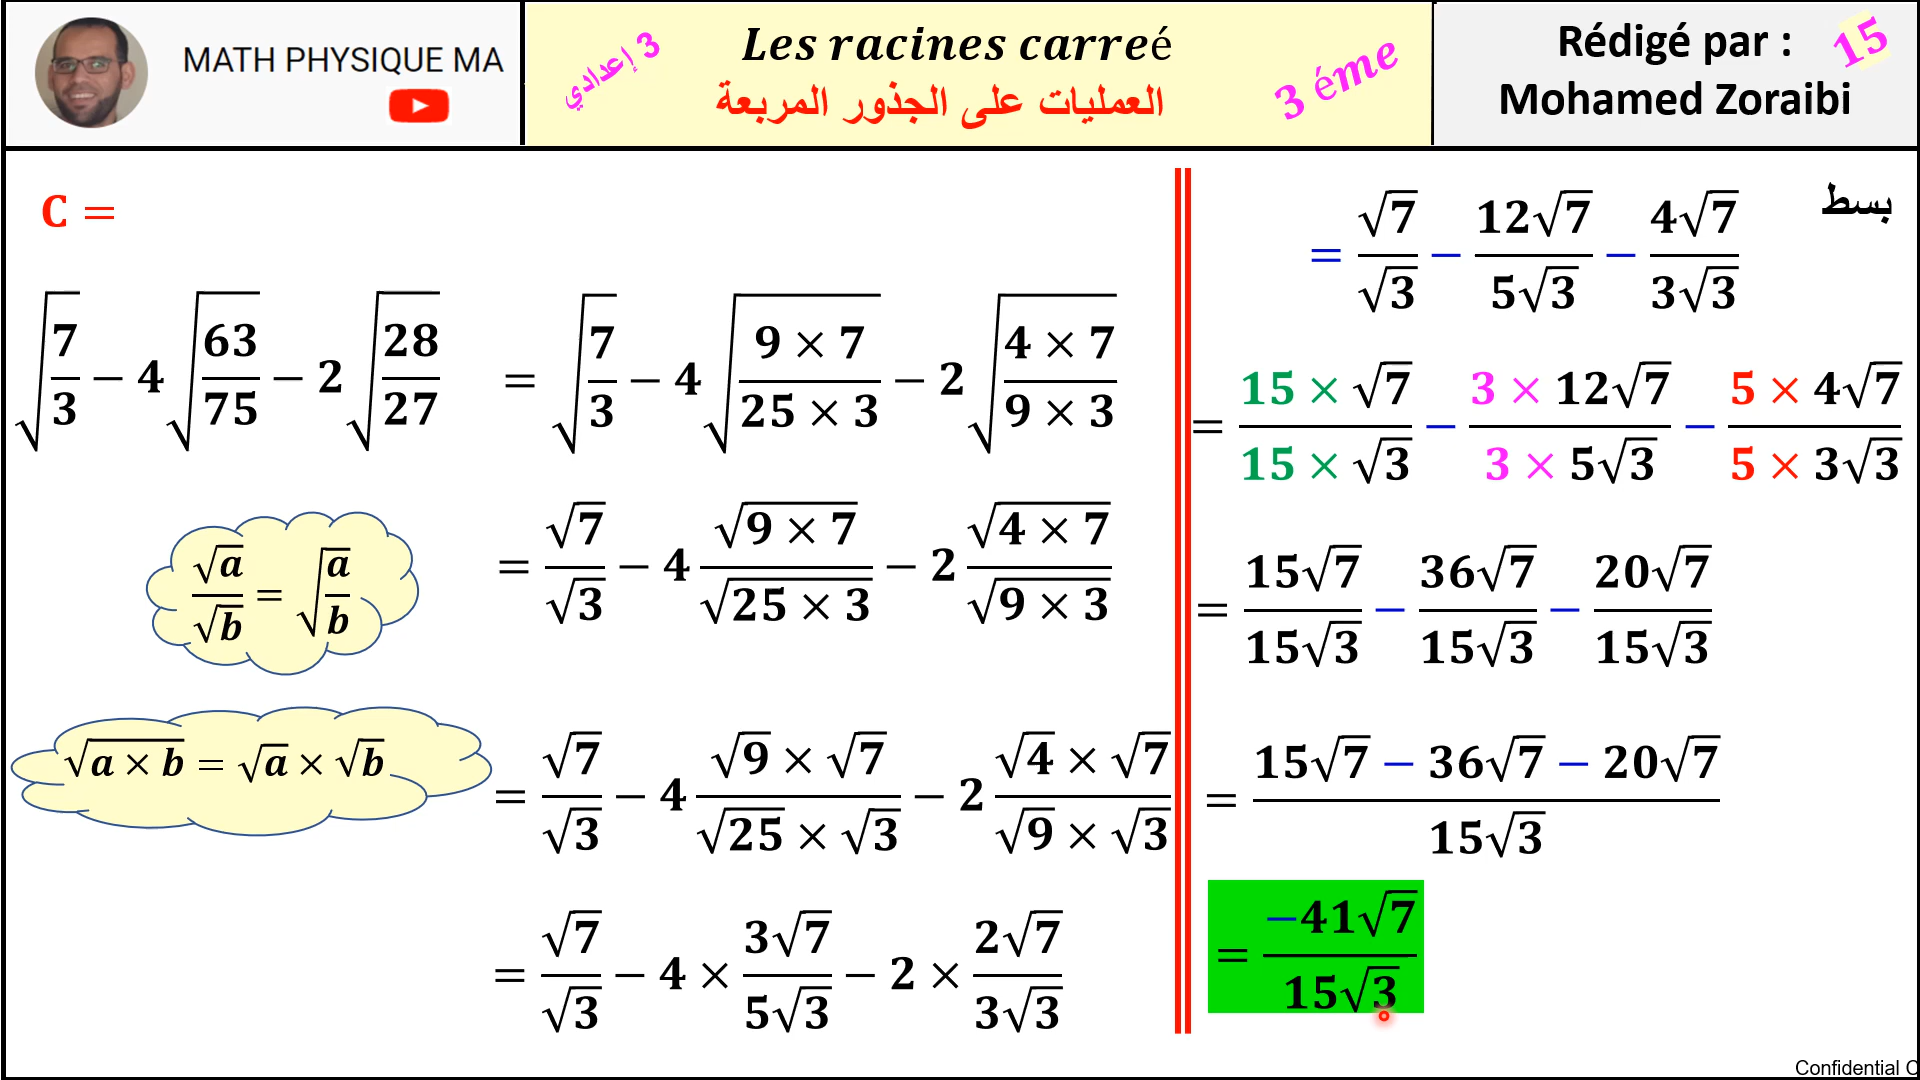 MATH PHYSIQUE MA
3 إعدادي
Les racines carreé
العمليات على الجذور المربعة
3 éme
Rédigé par :
Mohamed Zoraibi
15
C =
√(7/3) − 4√(63/75) − 2√(28/27)
= √(7/3) − 4√((9 × 7)/(25 × 3)) − 2√((4 × 7)/(9 × 3))
√a/√b = √(a/b)
= √7/√3 − 4 √(9 × 7)/√(25 × 3) − 2 √(4 × 7)/√(9 × 3)
√(a × b) = √a × √b
= √7/√3 − 4 (√9 × √7)/(√25 × √3) − 2 (√4 × √7)/(√9 × √3)
= √7/√3 − 4 × 3√7/5√3 − 2 × 2√7/3√3
بسط
= √7/√3 − 12√7/5√3 − 4√7/3√3
= (15 × √7)/(15 × √3) − (3 × 12√7)/(3 × 5√3) − (5 × 4√7)/(5 × 3√3)
= 15√7/15√3 − 36√7/15√3 − 20√7/15√3
= (15√7 − 36√7 − 20√7)/15√3
= −41√7/15√3
Confidential C